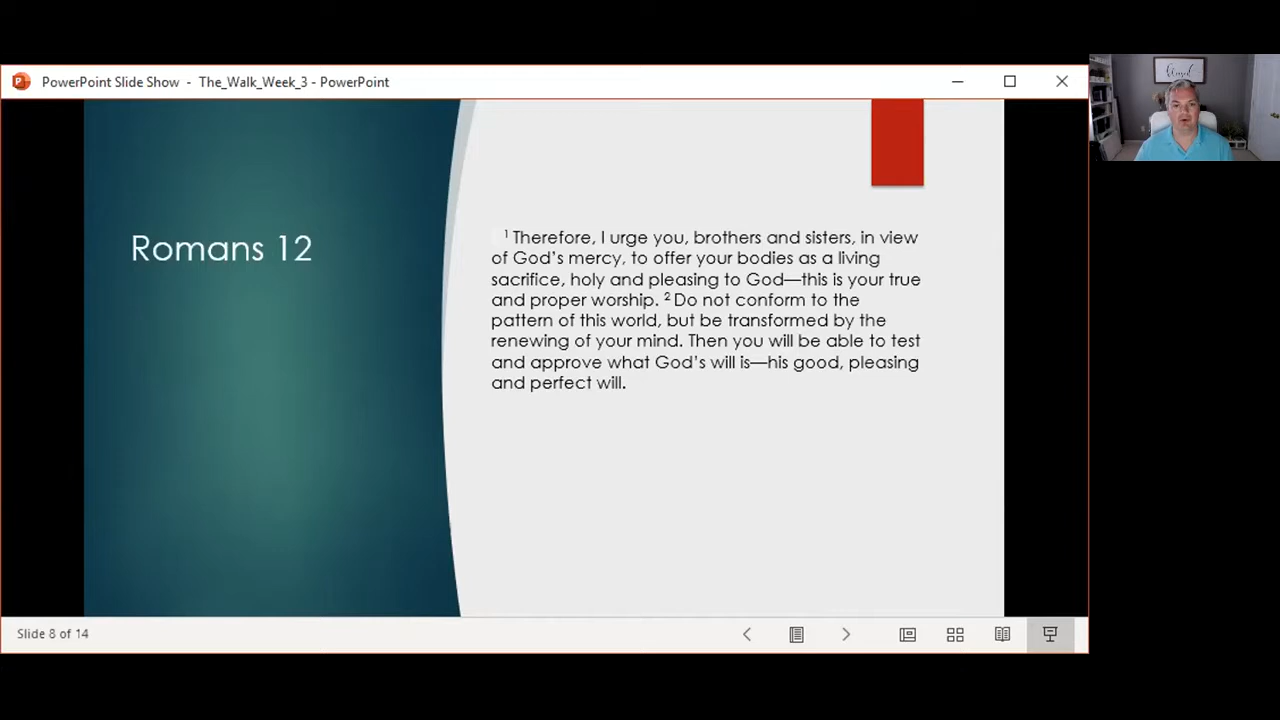 PowerPoint Slide Show - The_Walk_Week_3 - PowerPoint
blessed
Romans 12
1 Therefore, I urge you, brothers and sisters, in view
of God’s mercy, to offer your bodies as a living
sacrifice, holy and pleasing to God—this is your true
and proper worship. 2 Do not conform to the
pattern of this world, but be transformed by the
renewing of your mind. Then you will be able to test
and approve what God’s will is—his good, pleasing
and perfect will.
Slide 8 of 14